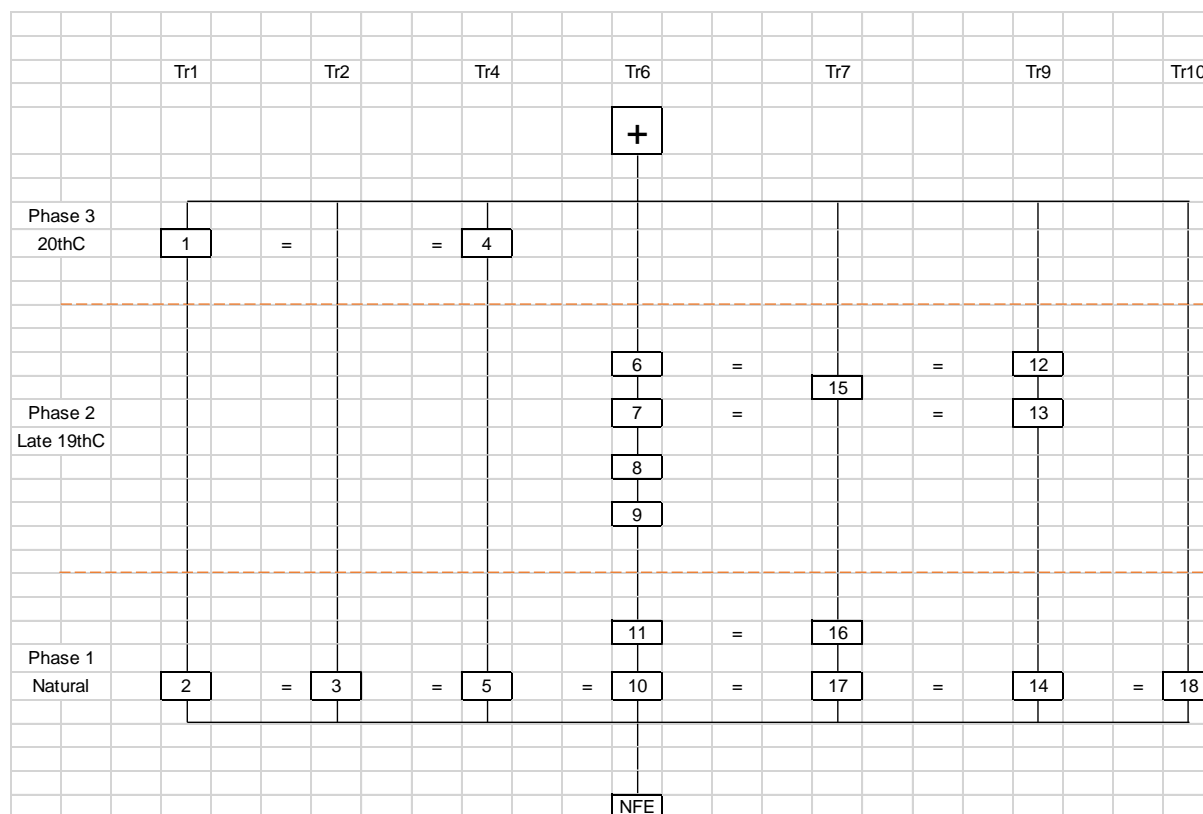 Tr1 Tr2 Tr4 Tr6 Tr7 Tr9 Tr10
+
Phase 3
20thC 1 = = 4
6 = = 12
15
Phase 2 7 = = 13
Late 19thC
8
9
11 = 16
Phase 1
Natural 2 = 3 = 5 = 10 = 17 = 14 = 18
NFE